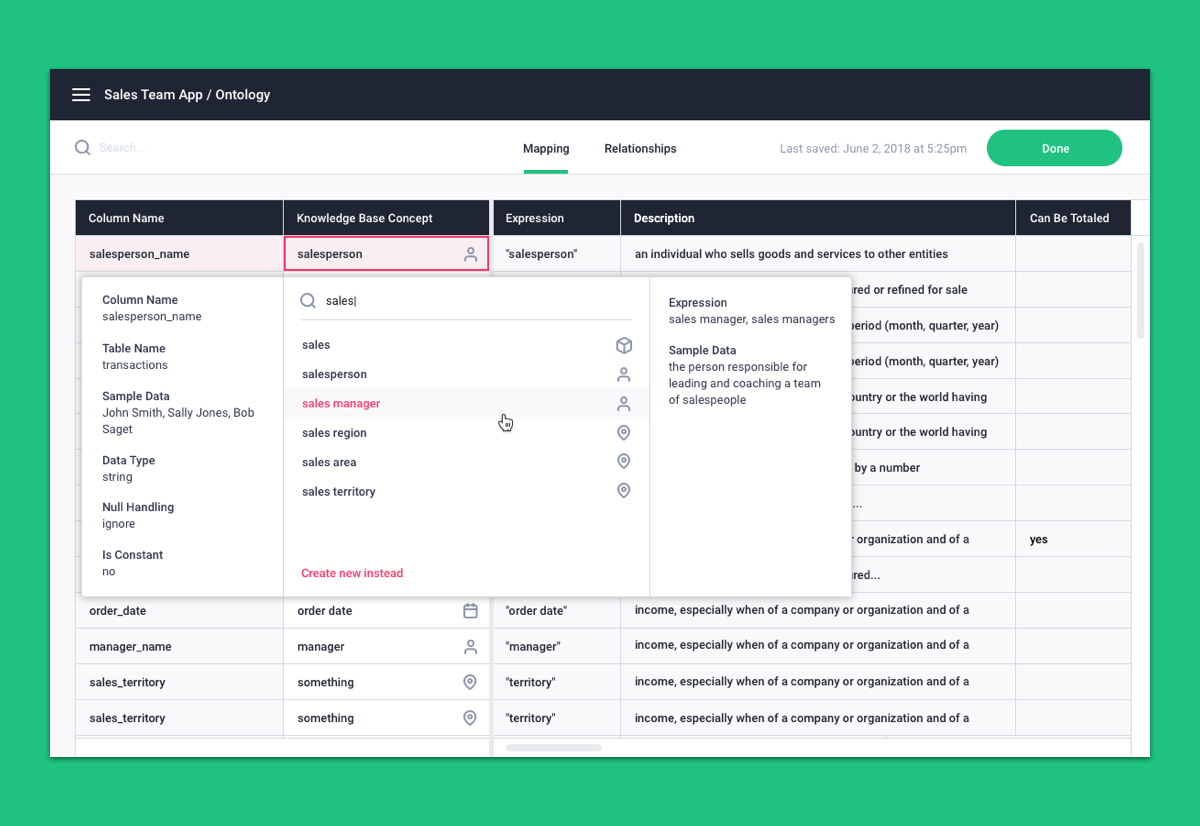 Sales Team App / Ontology
Search...
Mapping
Relationships
Last saved: June 2, 2018 at 5:25pm
Done
Column Name
Knowledge Base Concept
Expression
Description
Can Be Totaled
salesperson_name
salesperson
"salesperson"
an individual who sells goods and services to other entities
Column Name
salesperson_name
Table Name
transactions
Sample Data
John Smith, Sally Jones, Bob
Saget
Data Type
string
Null Handling
ignore
Is Constant
no
sales
sales
salesperson
sales manager
sales region
sales area
sales territory
Create new instead
Expression
sales manager, sales managers
Sample Data
the person responsible for
leading and coaching a team
of salespeople
or refined for sale
(month, quarter, year)
(month, quarter, year)
or the world having
or the world having
by a number
...
organization and of a
yes
order_date
order date
"order date"
income, especially when of a company or organization and of a
manager_name
manager
"manager"
income, especially when of a company or organization and of a
sales_territory
something
"territory"
income, especially when of a company or organization and of a
sales_territory
something
"territory"
income, especially when of a company or organization and of a